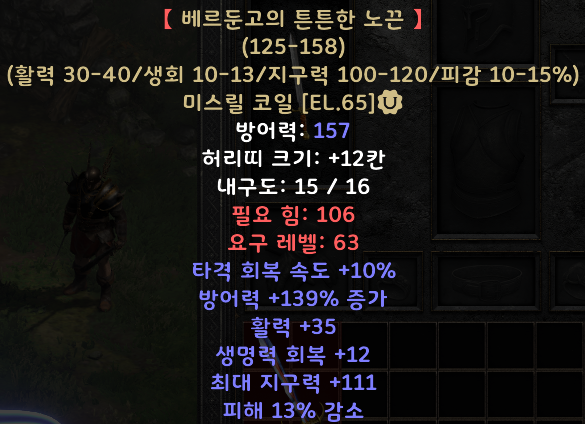 【 베르둔고의 튼튼한 노끈 】
(125-158)
(활력 30-40/생회 10-13/지구력 100-120/피감 10-15%)
미스릴 코일 [EL.65]U
방어력: 157
허리띠 크기: +12칸
내구도: 15 / 16
필요 힘: 106
요구 레벨: 63
타격 회복 속도 +10%
방어력 +139% 증가
활력 +35
생명력 회복 +12
최대 지구력 +111
피해 13% 감소